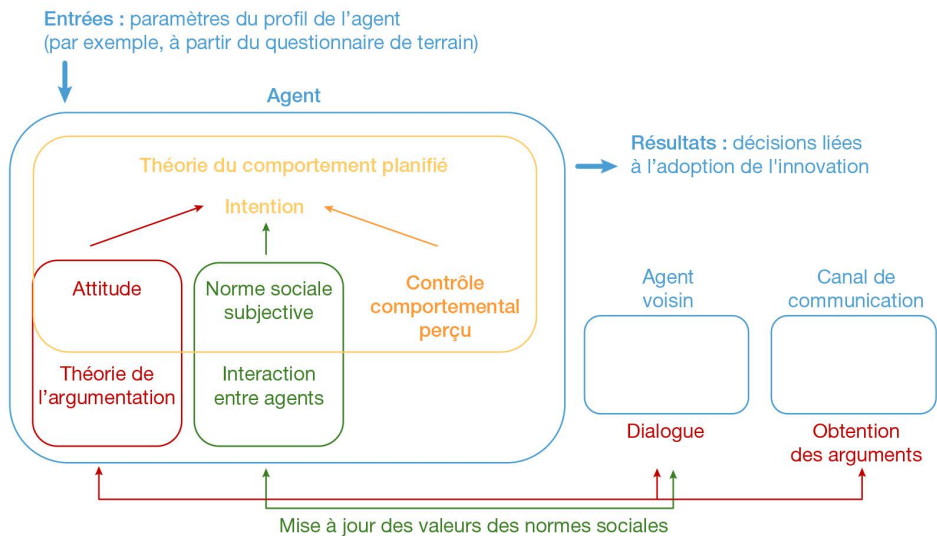 Entrées : paramètres du profil de l’agent
(par exemple, à partir du questionnaire de terrain)
Agent
Théorie du comportement planifié
Intention
Résultats : décisions liées
à l’adoption de l'innovation
Attitude
Norme sociale
subjective
Contrôle
comportemental
perçu
Théorie de
l’argumentation
Interaction
entre agents
Agent
voisin
Canal de
communication
Dialogue
Obtention
des arguments
Mise à jour des valeurs des normes sociales